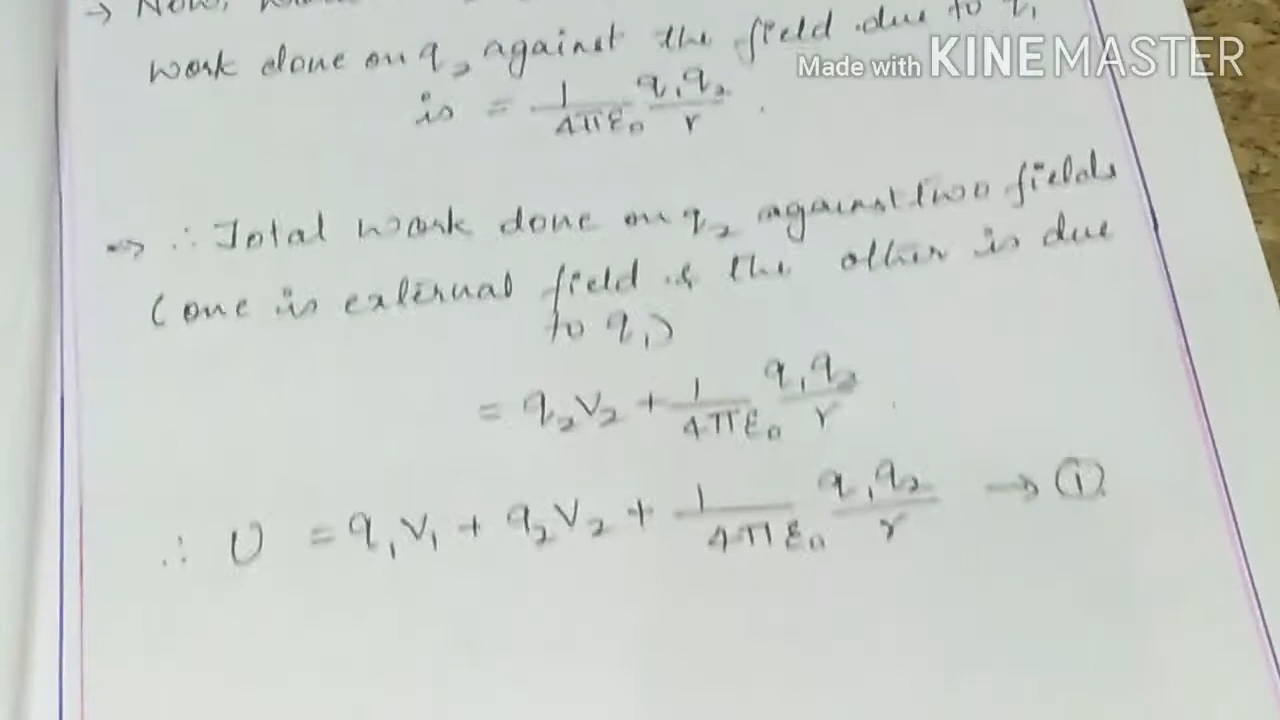 → Now,
work done on q₂ against the field due to q₁
Made with KINEMASTER
is = 1/4πε₀ q₁q₂/r .
⇒ ∴ Total work done on q₂ against two fields
(one is external field & the other is due
to q₁)
= q₂V₂ + 1/4πε₀ q₁q₂/r
∴ U = q₁V₁ + q₂V₂ + 1/4πε₀ q₁q₂/r → ①